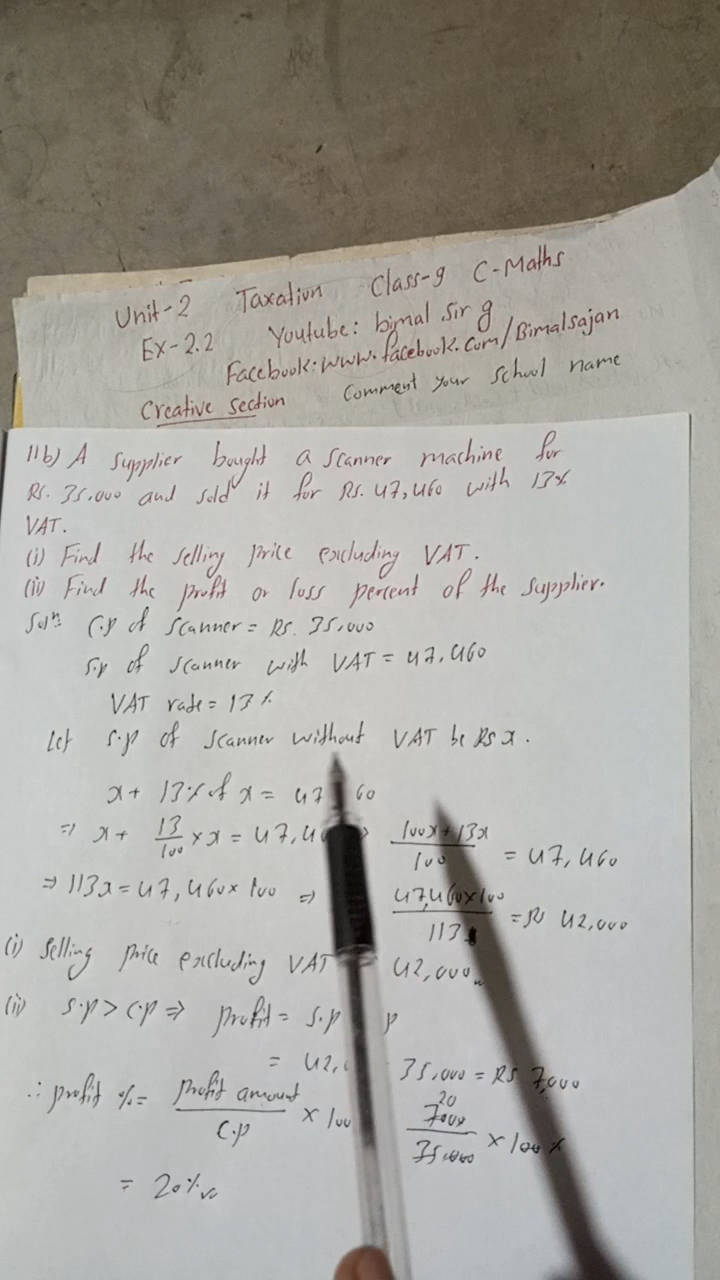 Unit-2 Taxation Class-9 C-Maths
Ex-2.2 Youtube: bimal sir g
Facebook: www.facebook.com/Bimalsajan
Creative section Comment your school name
11b) A supplier bought a scanner machine for
Rs. 35,000 and sold it for Rs. 47,460 with 13%
VAT.
(i) Find the selling price excluding VAT.
(ii) Find the profit or loss percent of the supplier.
Solⁿ: C.p of scanner = Rs. 35,000
s.p of scanner with VAT = 47,460
VAT rate = 13%
let s.p of scanner without VAT be Rs x.
x + 13% of x = 47 60
⇒ x + 13/100 × x = 47,4 (100x + 13x)/100 = 47,460
⇒ 113x = 47,460 × 100 ⇒ (47,460 × 100)/113 = Rs 42,000
(i) Selling price excluding VAT 42,000
(ii) S.p > C.p ⇒ profit = s.p p
= 42, 35,000 = Rs 7,000
∴ profit % = profit amount/C.p × 100 7000/35,000 × 100% 20
= 20%